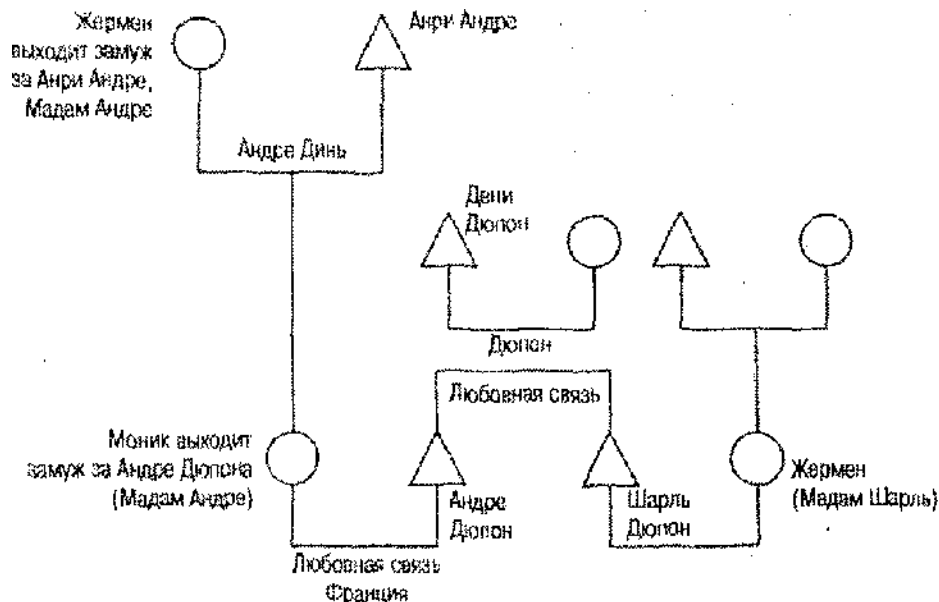 Жермен
выходит замуж
за Анри Андре,
Мадам Андре
Анри Андре
Андре Динь
Дени
Дюпон
Дюпон
Любовная связь
Моник выходит
замуж за Андре Дюпона
(Мадам Андре)
Андре
Дюпон
Шарль
Дюпон
Жермен
(Мадам Шарль)
Любовная связь
Франция